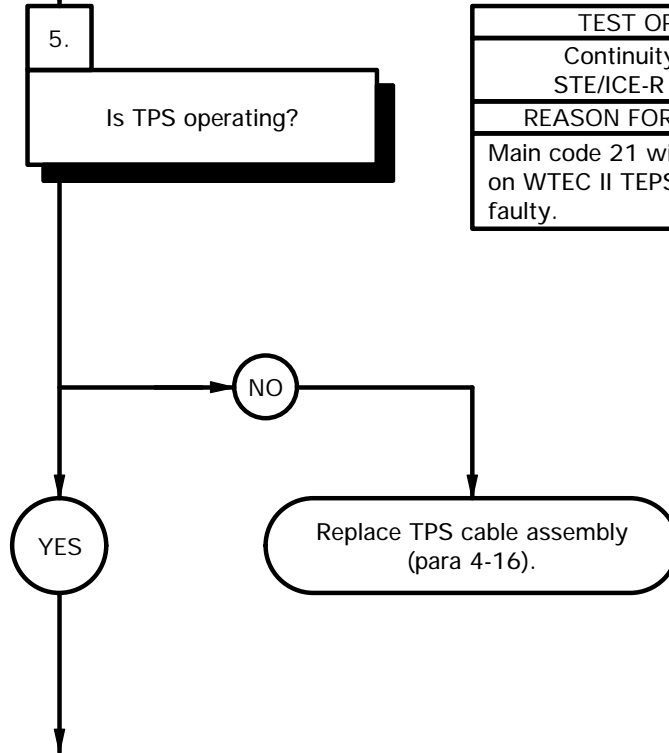 5.
Is TPS operating?
TEST OP
Continuity
STE/ICE-R
REASON FOR
Main code 21 wi
on WTEC II TEPS
faulty.
NO
YES
Replace TPS cable assembly
(para 4-16).